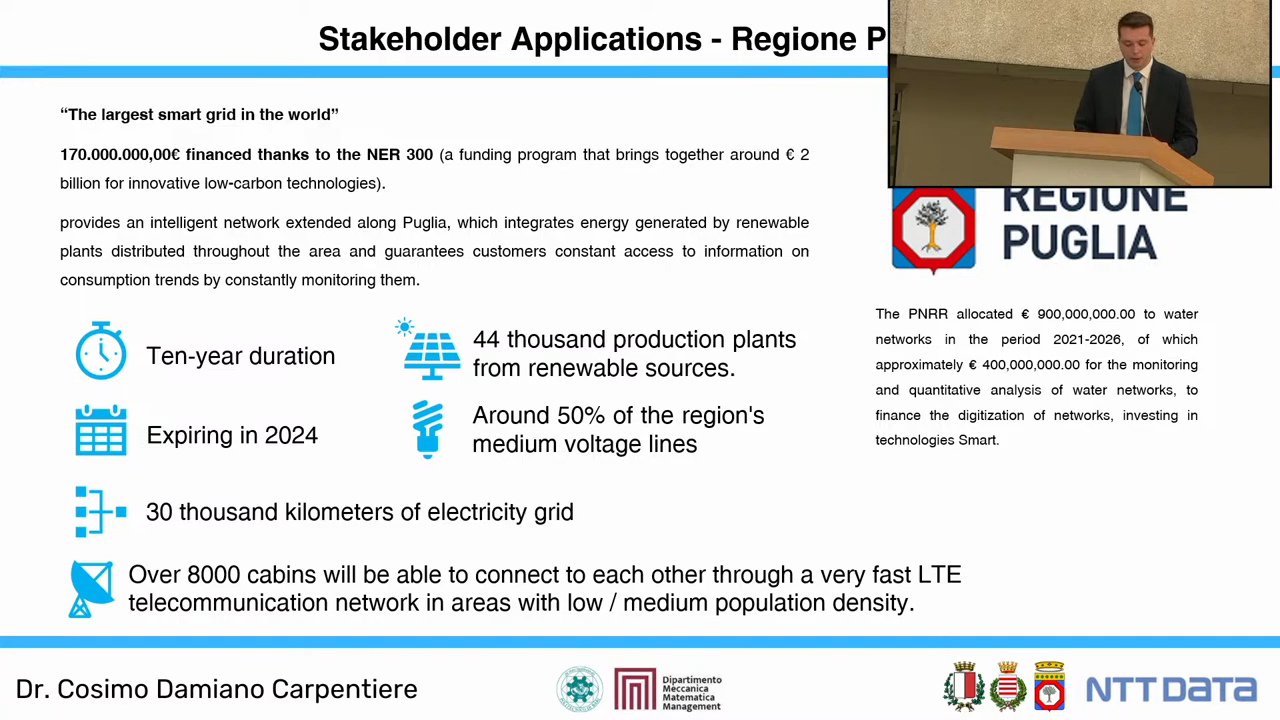 Stakeholder Applications - Regione P
“The largest smart grid in the world”
170.000.000,00€ financed thanks to the NER 300 (a funding program that brings together around € 2
billion for innovative low-carbon technologies).
provides an intelligent network extended along Puglia, which integrates energy generated by renewable
plants distributed throughout the area and guarantees customers constant access to information on
consumption trends by constantly monitoring them.
Ten-year duration
44 thousand production plants
from renewable sources.
Expiring in 2024
Around 50% of the region's
medium voltage lines
30 thousand kilometers of electricity grid
Over 8000 cabins will be able to connect to each other through a very fast LTE
telecommunication network in areas with low / medium population density.
REGIONE
PUGLIA
The PNRR allocated € 900,000,000.00 to water
networks in the period 2021-2026, of which
approximately € 400,000,000.00 for the monitoring
and quantitative analysis of water networks, to
finance the digitization of networks, investing in
technologies Smart.
Dr. Cosimo Damiano Carpentiere
Dipartimento
Meccanica
Matematica
Management
NTT DATA